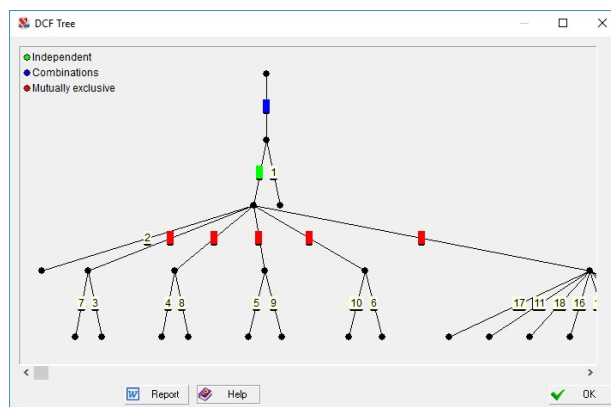 DCF Tree
Independent
Combinations
Mutually exclusive
1
2
7 3 4 8 5 9 10 6 17 11 18 16
Report Help OK